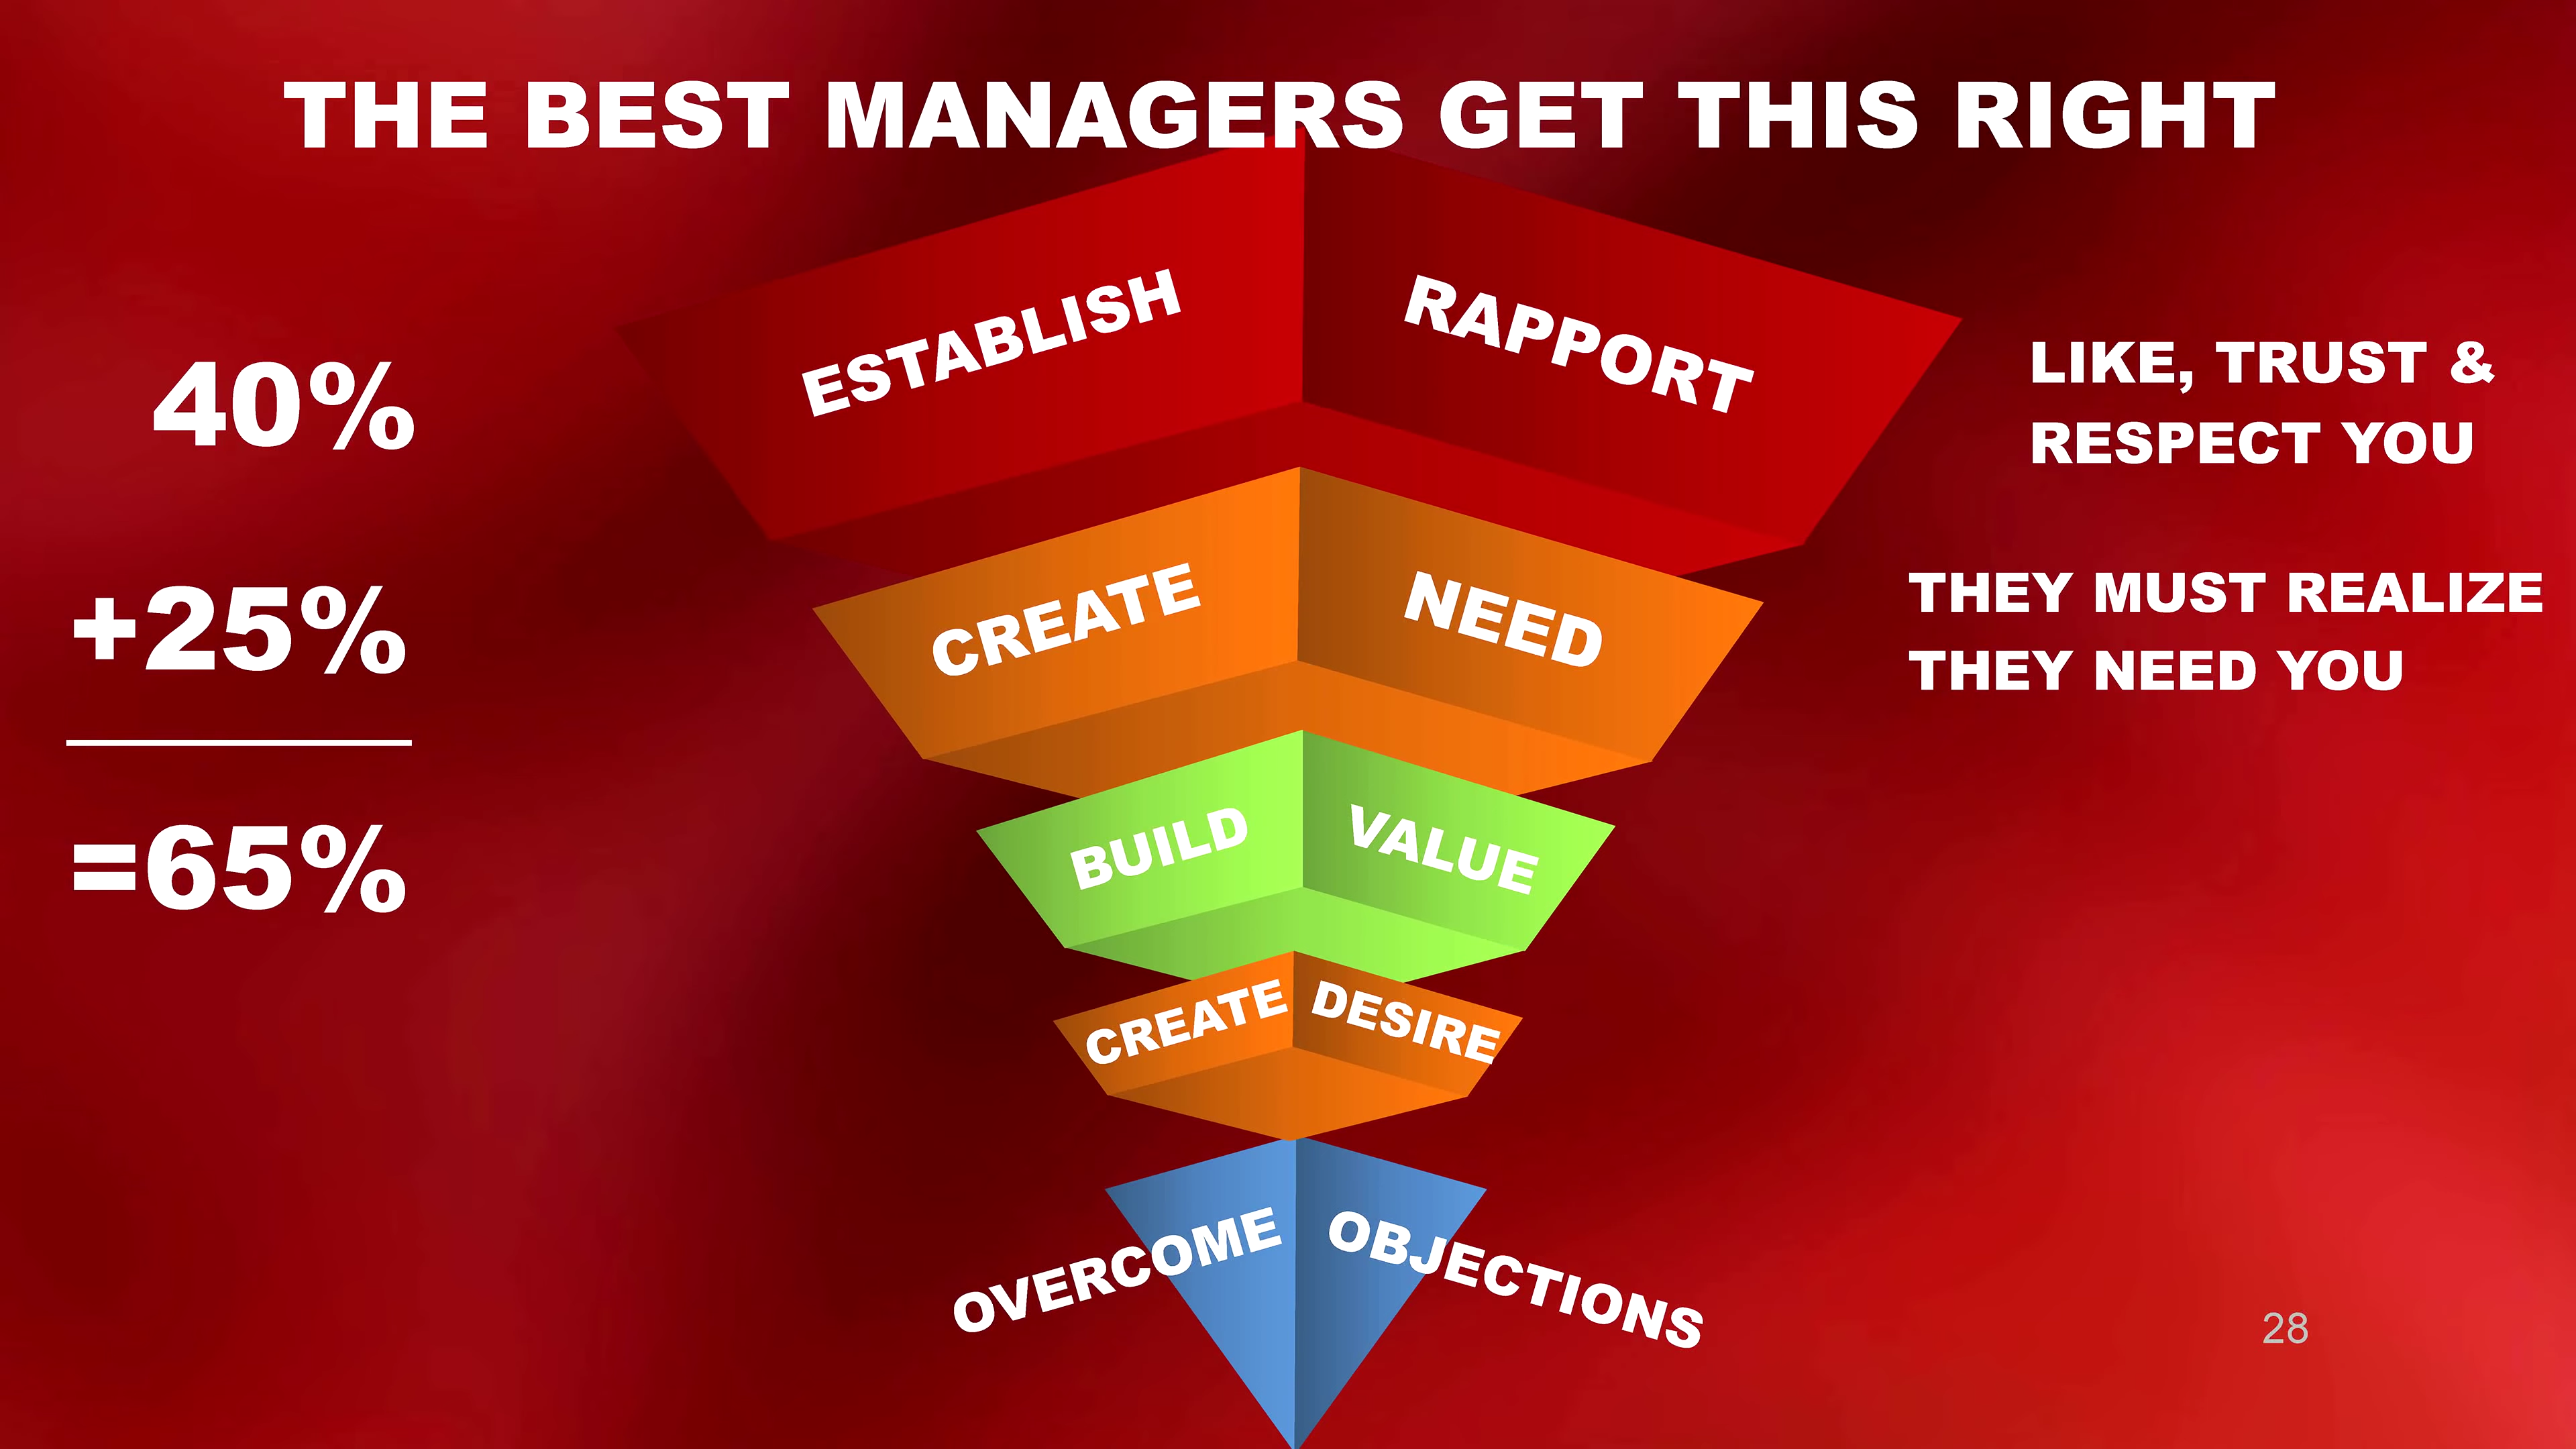 THE BEST MANAGERS GET THIS RIGHT
ESTABLISH RAPPORT
40%
LIKE, TRUST &
RESPECT YOU
CREATE NEED
+25%
THEY MUST REALIZE
THEY NEED YOU
BUILD VALUE
=65%
CREATE DESIRE
OVERCOME OBJECTIONS
28